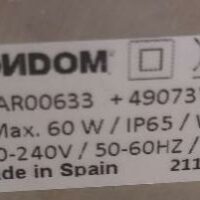 ONDOM®
AR00633 + 49073
Max. 60 W / IP65 /
0-240V / 50-60HZ /
de in Spain 211